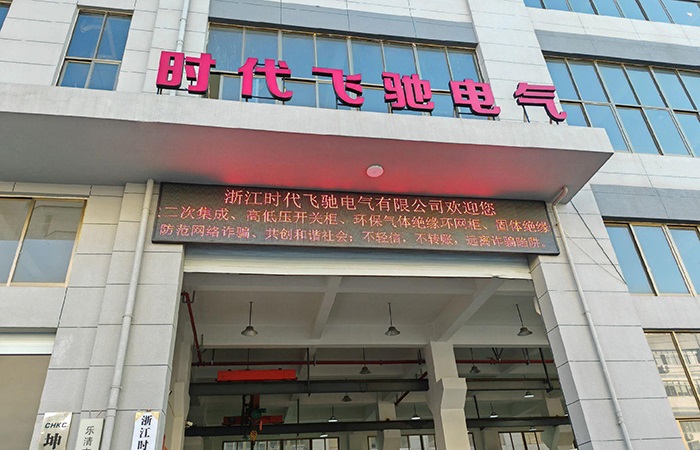 时代飞驰电气
浙江时代飞驰电气有限公司欢迎您
二次集成、高低压开关柜、环保气体绝缘环网柜、固体绝缘
防范网络诈骗、共创和谐社会；不轻信、不转账，远离诈骗陷阱.
CHKC
坤
乐清
浙江时